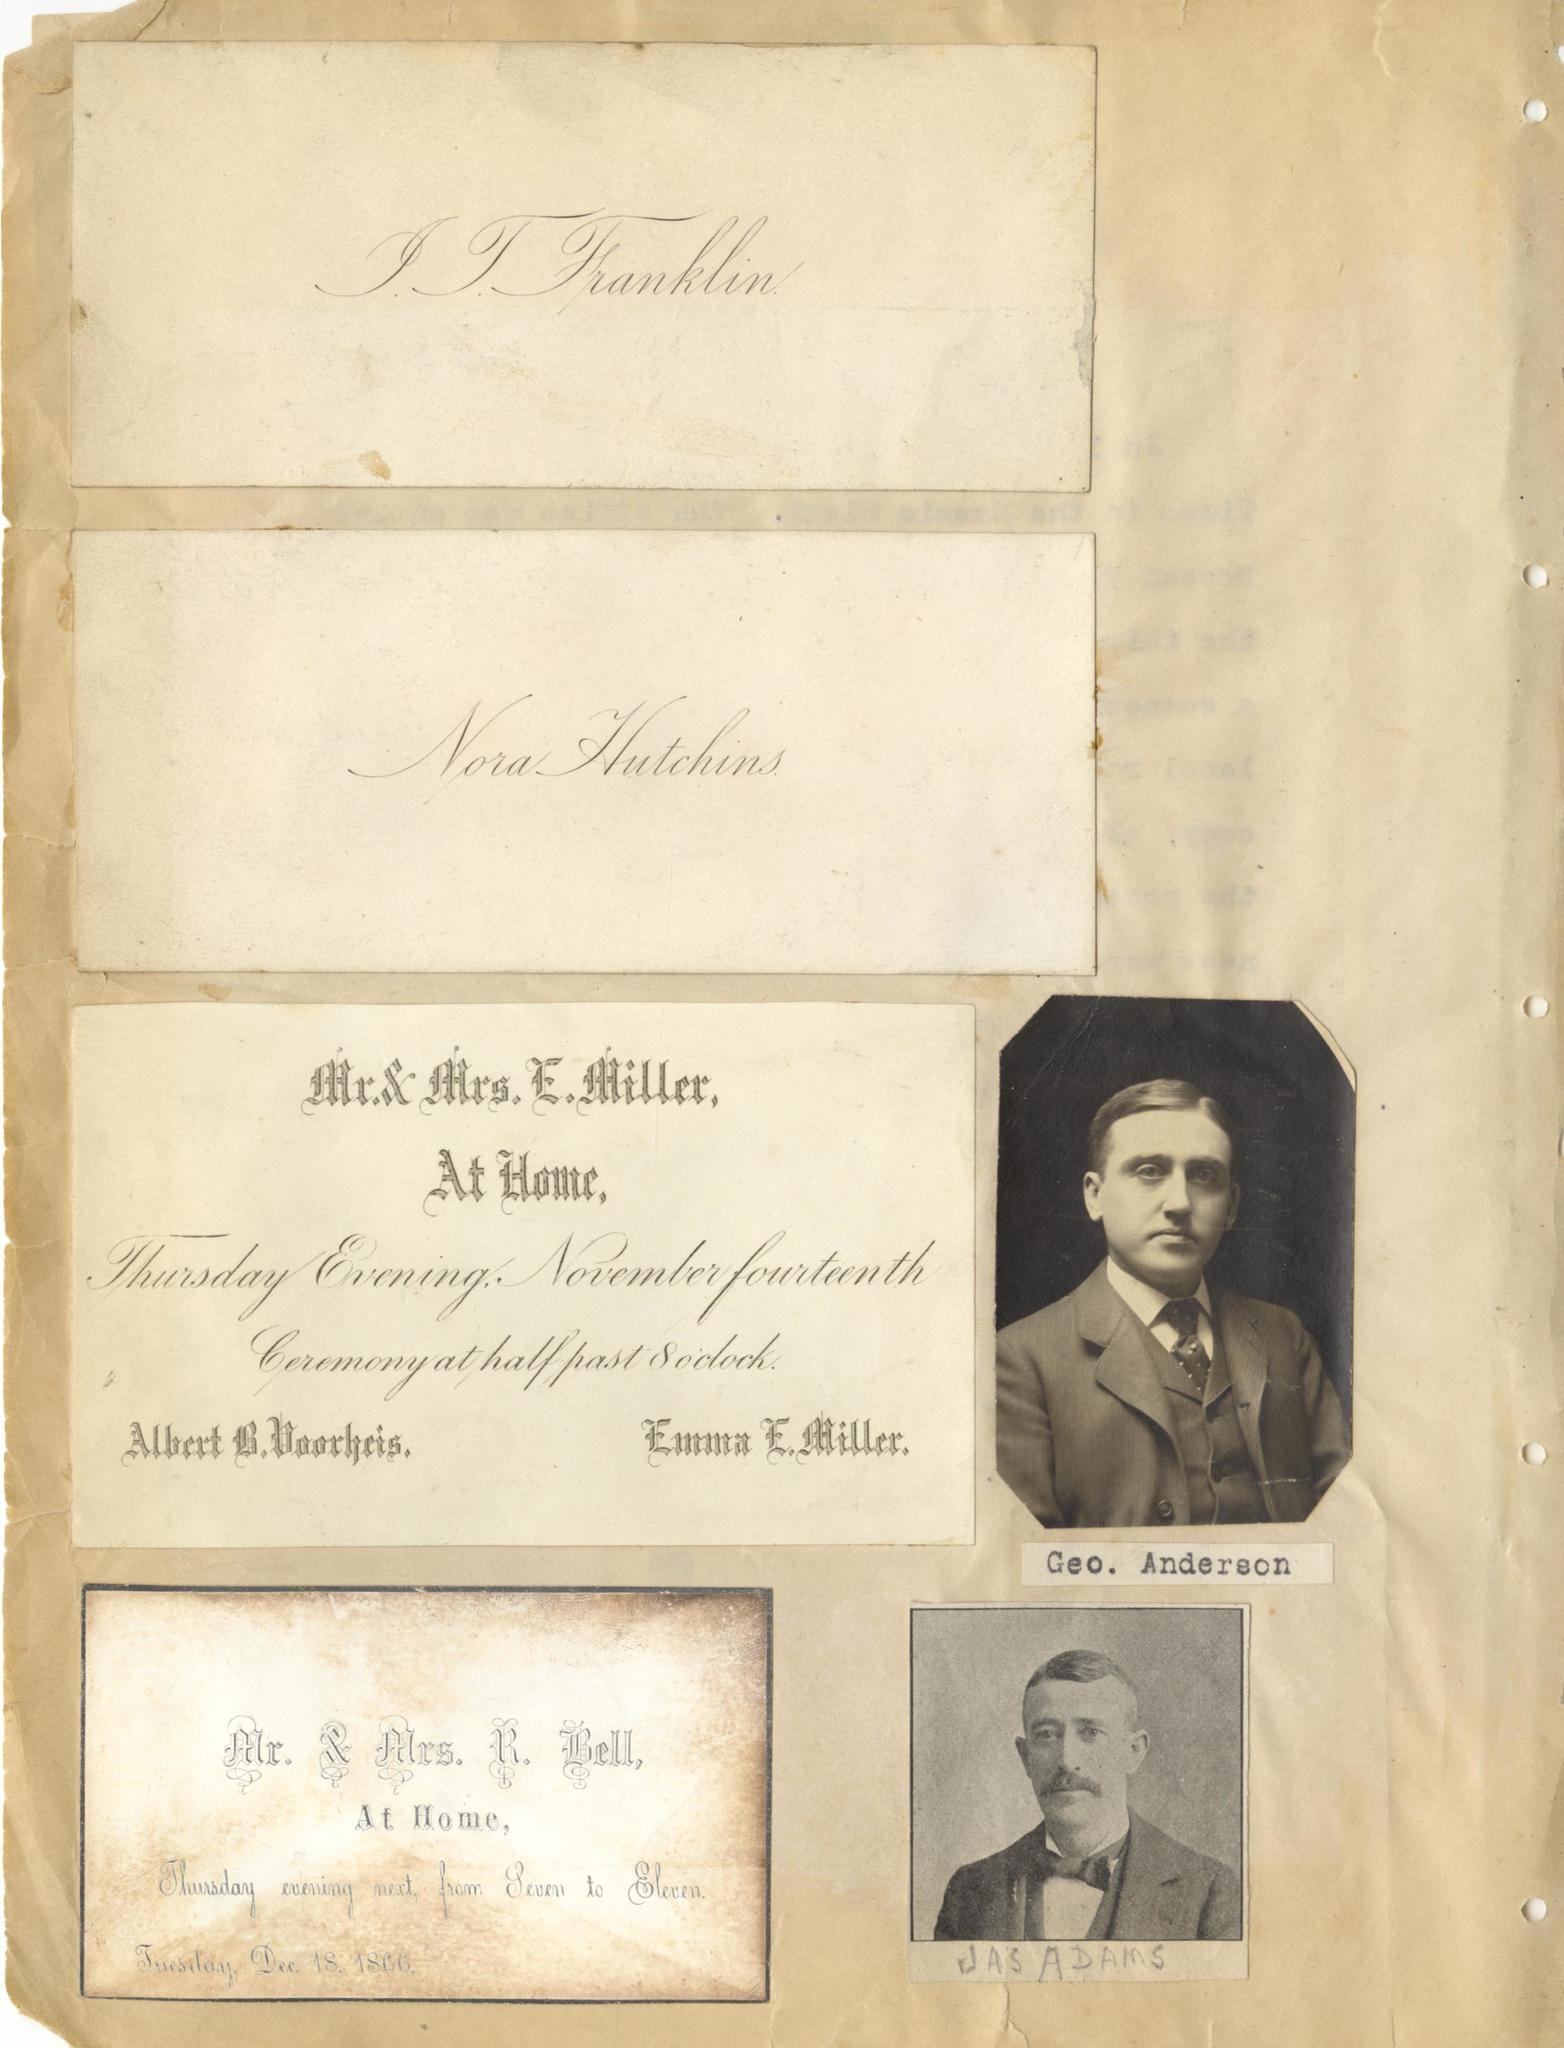 J. T. Franklin.
Nora Hutchins.
Mr. & Mrs. E. Miller,
At Home,
Thursday Evening, November fourteenth
Ceremony at half past 8 o'clock.
Albert B. Voorheis.
Emma E. Miller.
Geo. Anderson
Mr. & Mrs. R. Bell,
At Home,
Thursday evening next, from Seven to Eleven.
Tuesday, Dec. 18, 1866.
JAS ADAMS